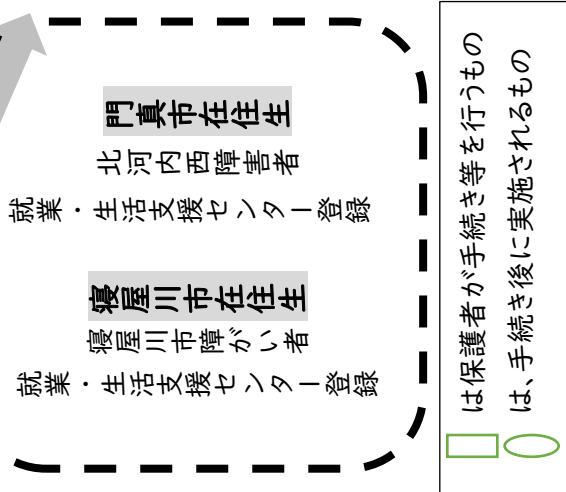 門真市在住生
北河内西障害者
就業・生活支援センター登録
寝屋川市在住生
寝屋川市障がい者
就業・生活支援センター登録
は保護者が手続き等を行うもの
は、手続き後に実施されるもの